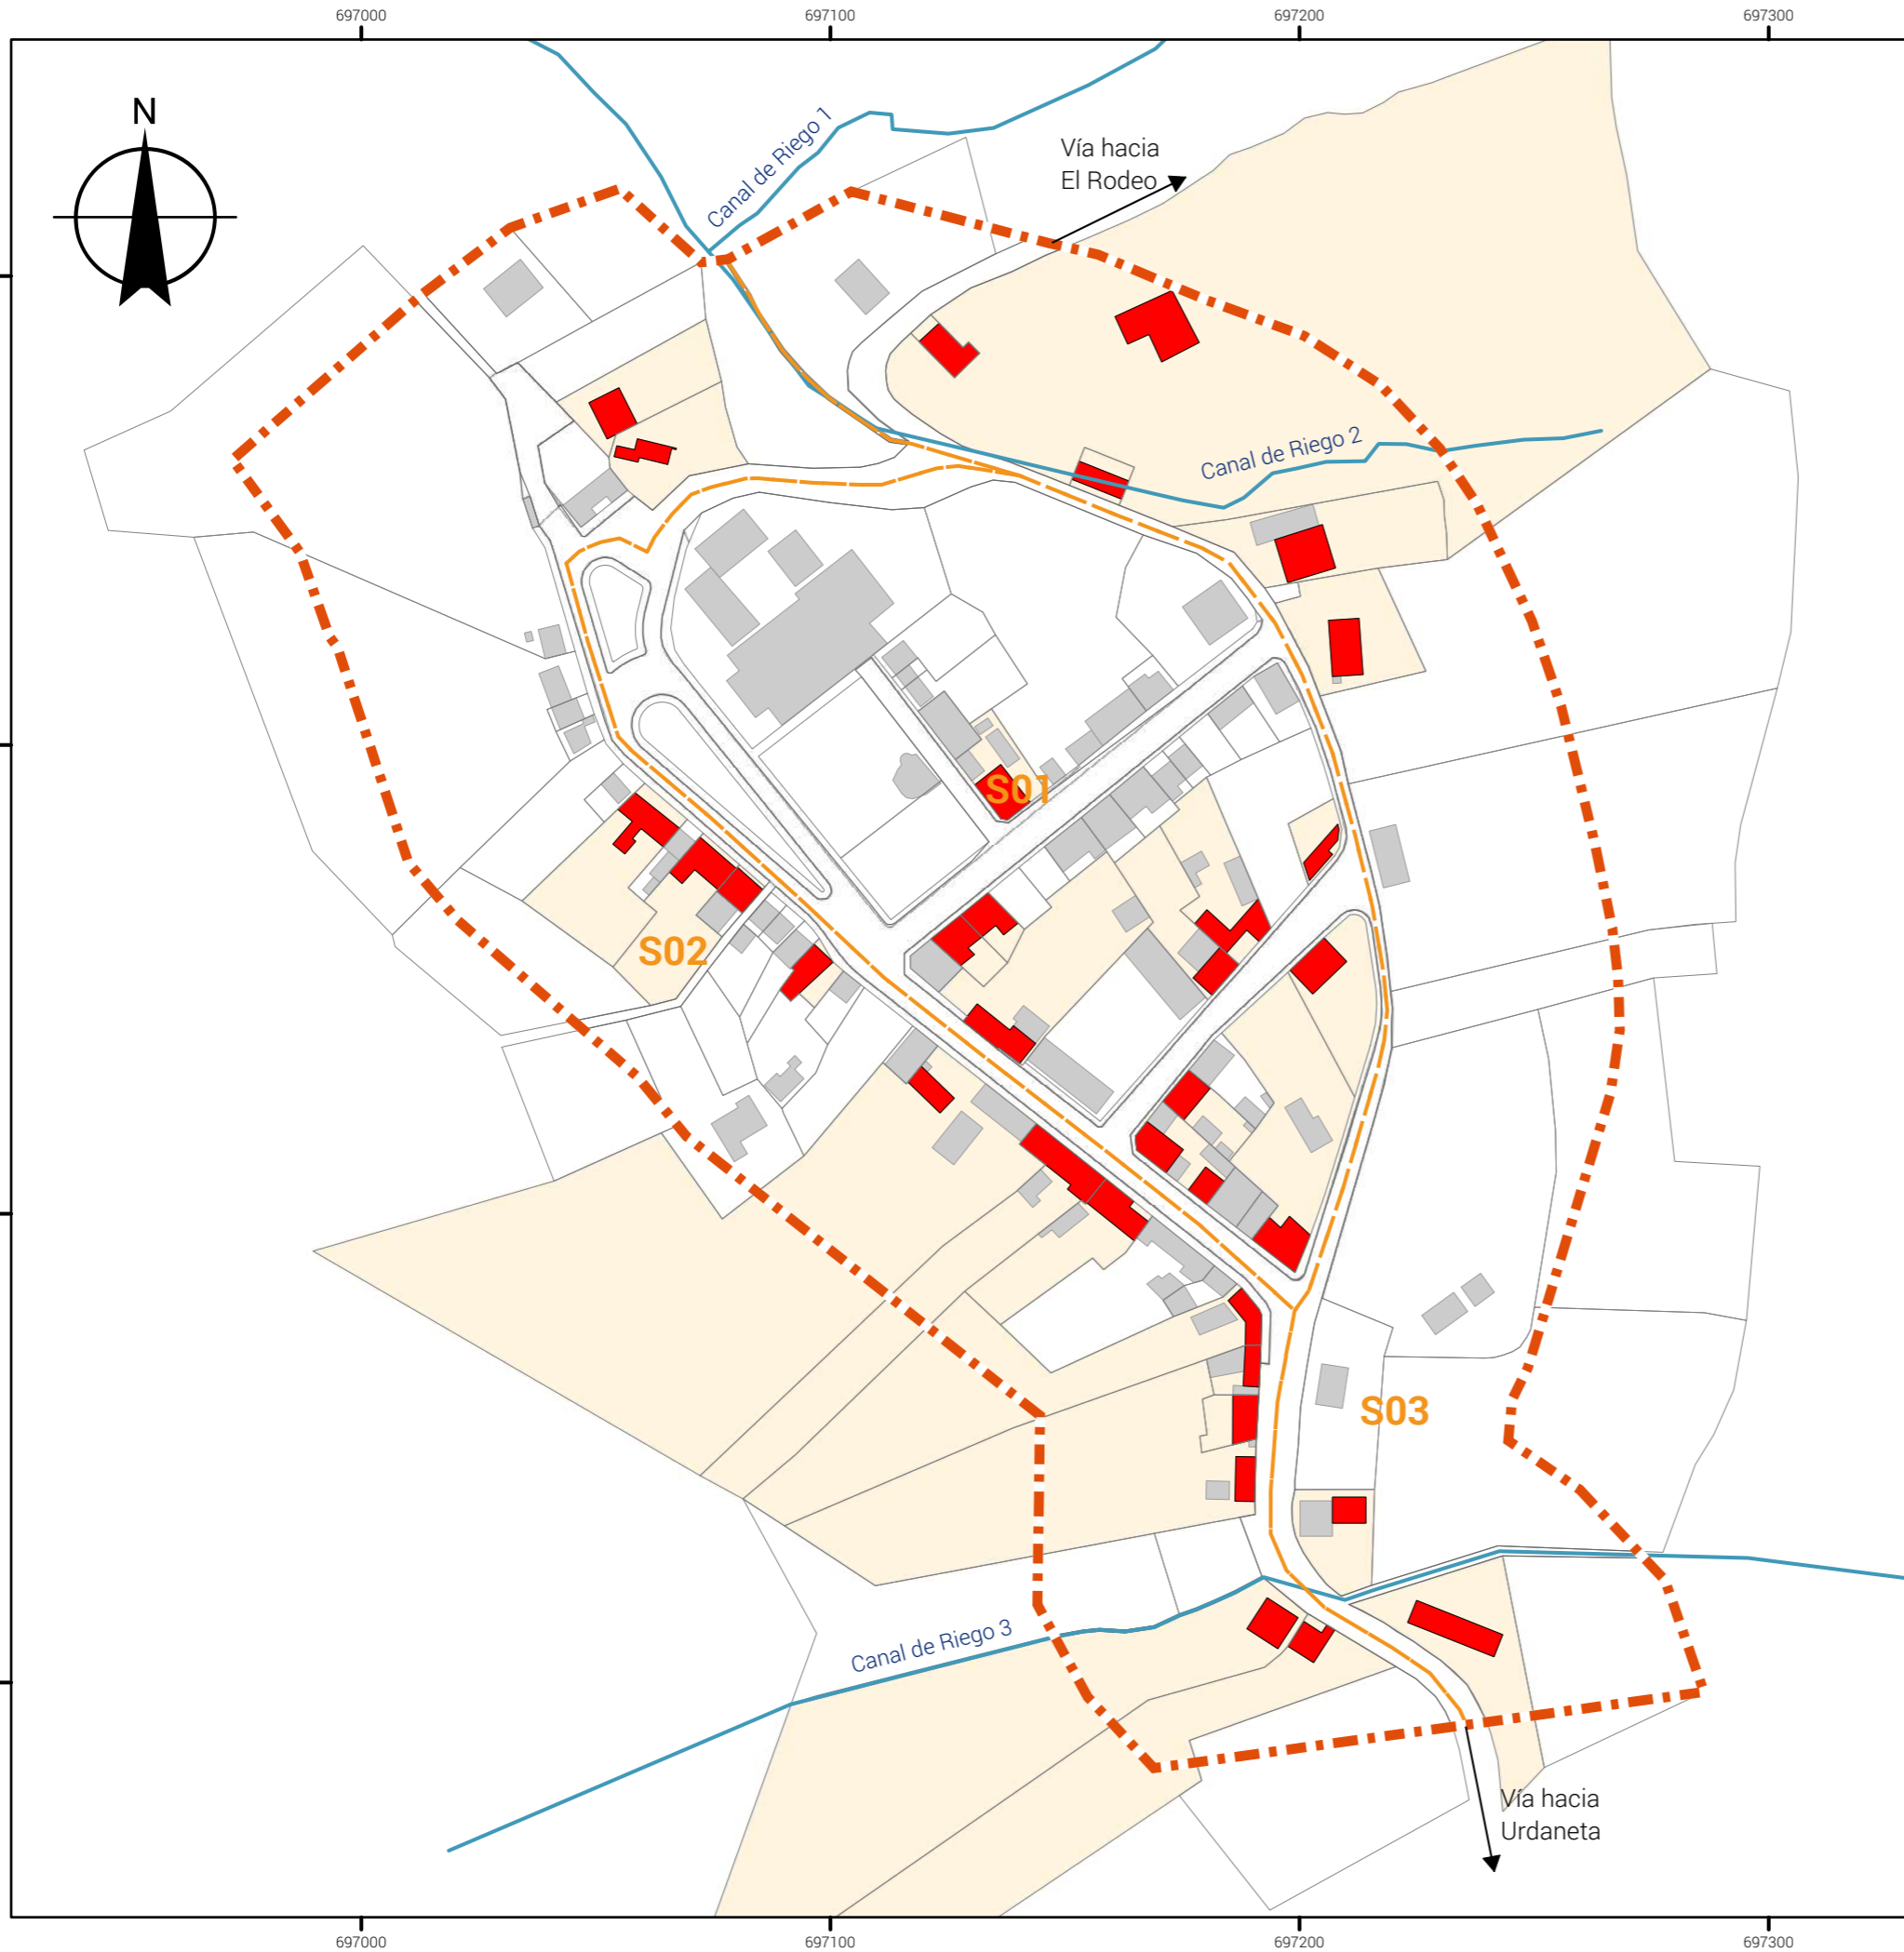 697000
697100
697200
697300
N
Canal de Riego 1
Vía hacia
El Rodeo
Canal de Riego 2
S01
S02
S03
Canal de Riego 3
Vía hacia
Urdaneta
697000
697100
697200
697300